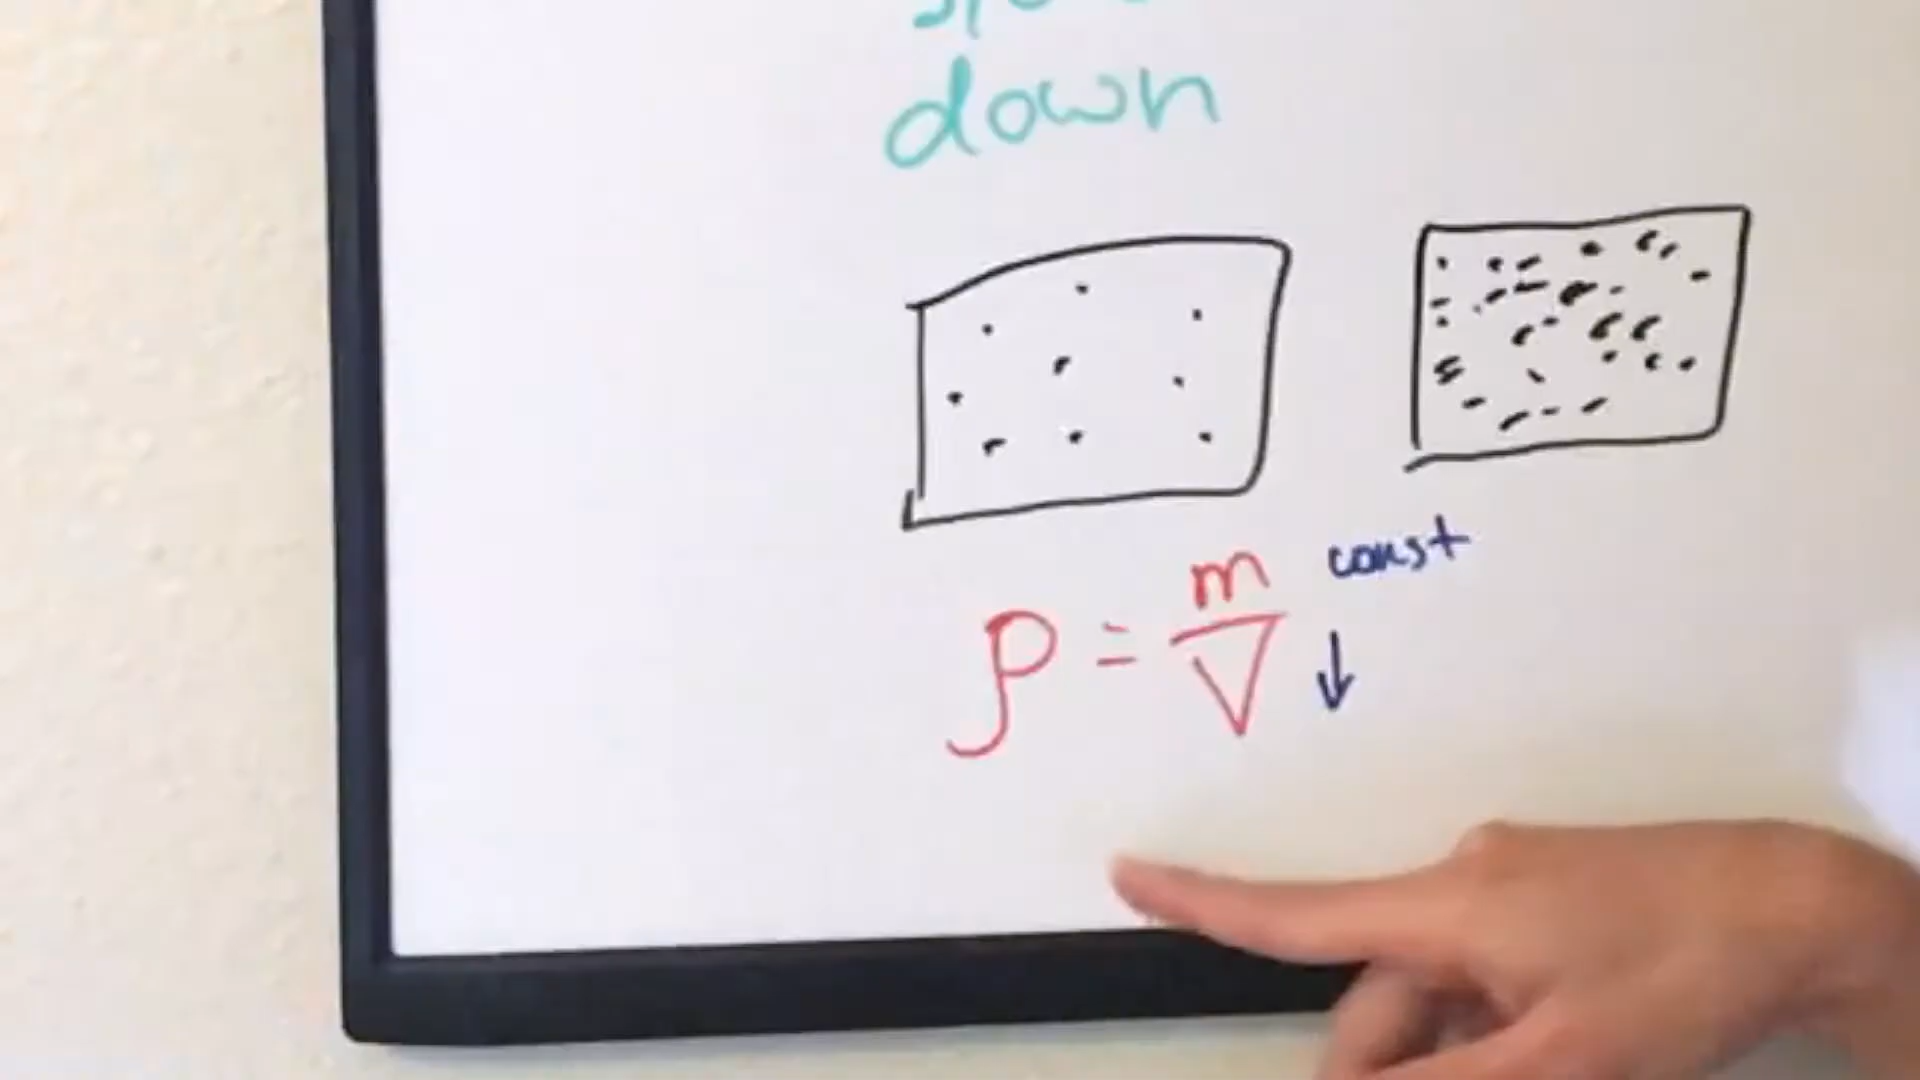 down
m const
ρ = — ↓
V